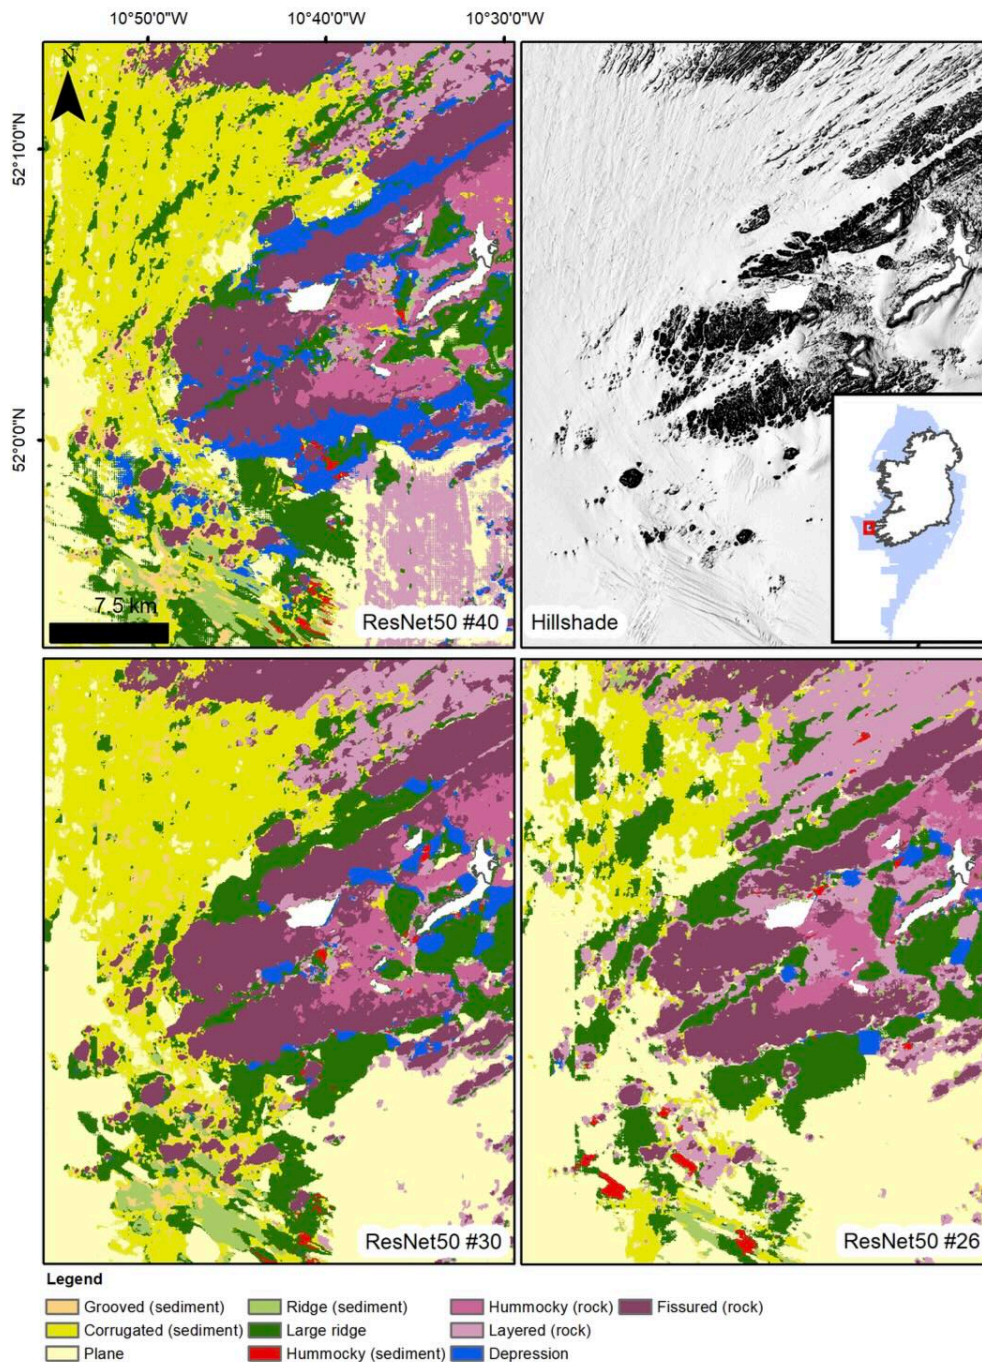 10°50'0"W 10°40'0"W 10°30'0"W
N
52°10'0"N
52°0'0"N
7.5 km
ResNet50 #40
Hillshade
ResNet50 #30
ResNet50 #26
Legend
Grooved (sediment)
Corrugated (sediment)
Plane
Ridge (sediment)
Large ridge
Hummocky (sediment)
Hummocky (rock)
Layered (rock)
Depression
Fissured (rock)